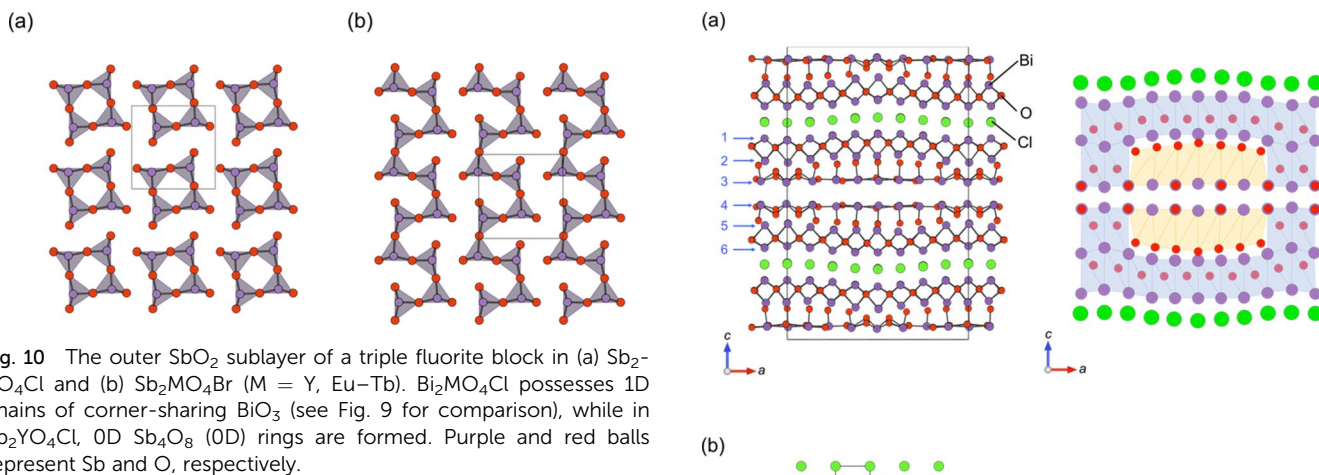 (a)
(b)
ig. 10 The outer SbO₂ sublayer of a triple fluorite block in (a) Sb₂-
O₄Cl and (b) Sb₂MO₄Br (M = Y, Eu–Tb). Bi₂MO₄Cl possesses 1D
hains of corner-sharing BiO₃ (see Fig. 9 for comparison), while in
b₂YO₄Cl, 0D Sb₄O₈ (0D) rings are formed. Purple and red balls
epresent Sb and O, respectively.
(a)
Bi
O
Cl
1
2
3
4
5
6
c
a
c
a
(b)